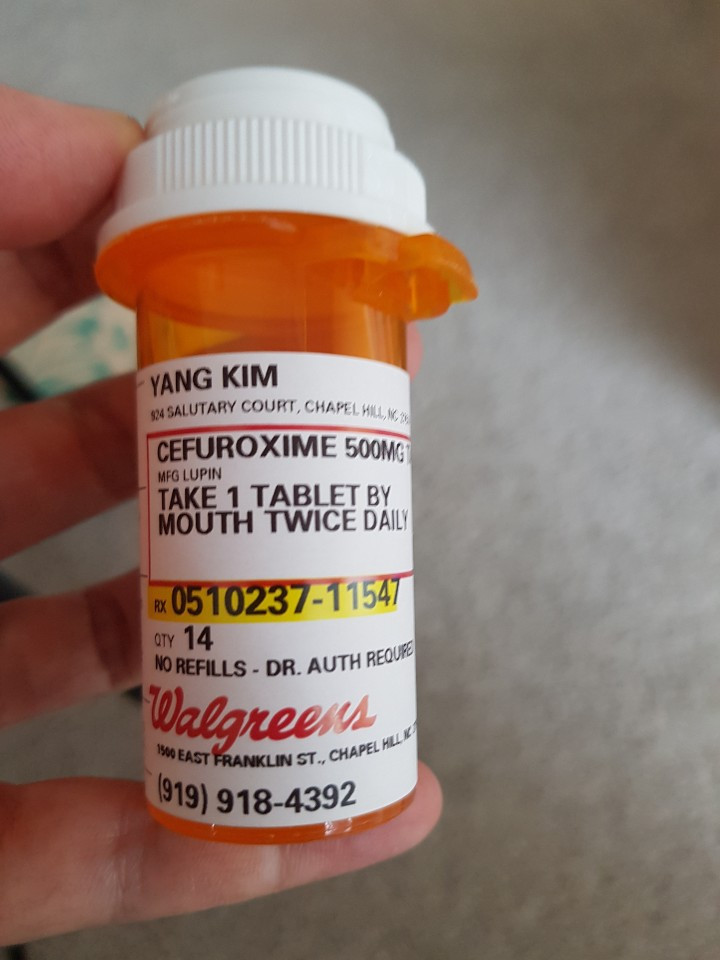 YANG KIM
924 SALUTARY COURT, CHAPEL HILL, NC
CEFUROXIME 500MG
MFG LUPIN
TAKE 1 TABLET BY
MOUTH TWICE DAILY
RX 0510237-11547
QTY 14
NO REFILLS - DR. AUTH REQUIRED
Walgreens
1500 EAST FRANKLIN ST., CHAPEL HILL, NC
(919) 918-4392